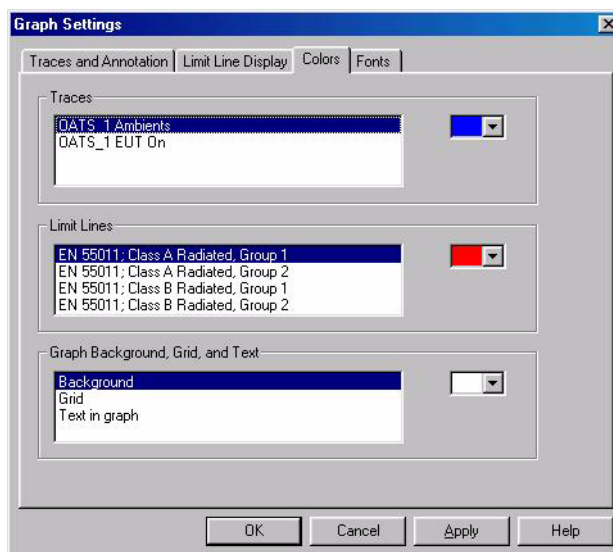 Graph Settings
Traces and Annotation Limit Line Display Colors Fonts
Traces
OATS_1 Ambients
OATS_1 EUT On
Limit Lines
EN 55011; Class A Radiated, Group 1
EN 55011; Class A Radiated, Group 2
EN 55011; Class B Radiated, Group 1
EN 55011; Class B Radiated, Group 2
Graph Background, Grid, and Text
Background
Grid
Text in graph
OK Cancel Apply Help